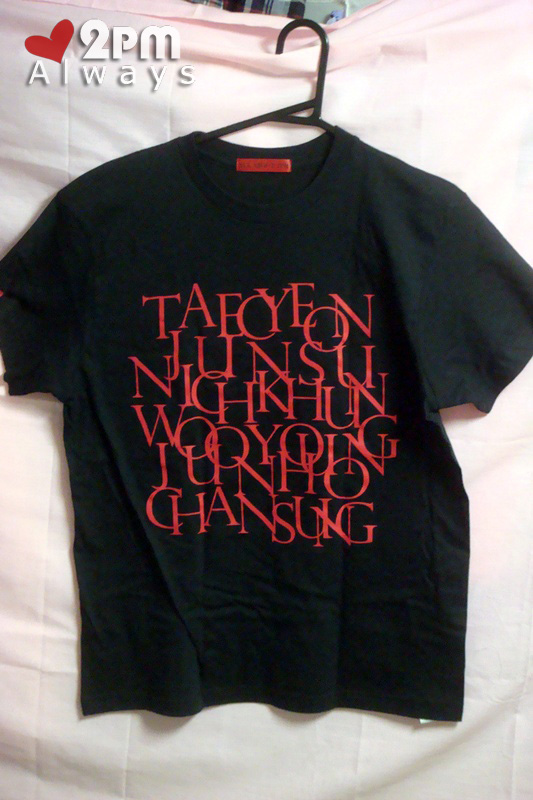 2PM
Always
TAECYEON
JUNSU
NICHKHUN
WOOYOUNG
JUNHO
CHANSUNG